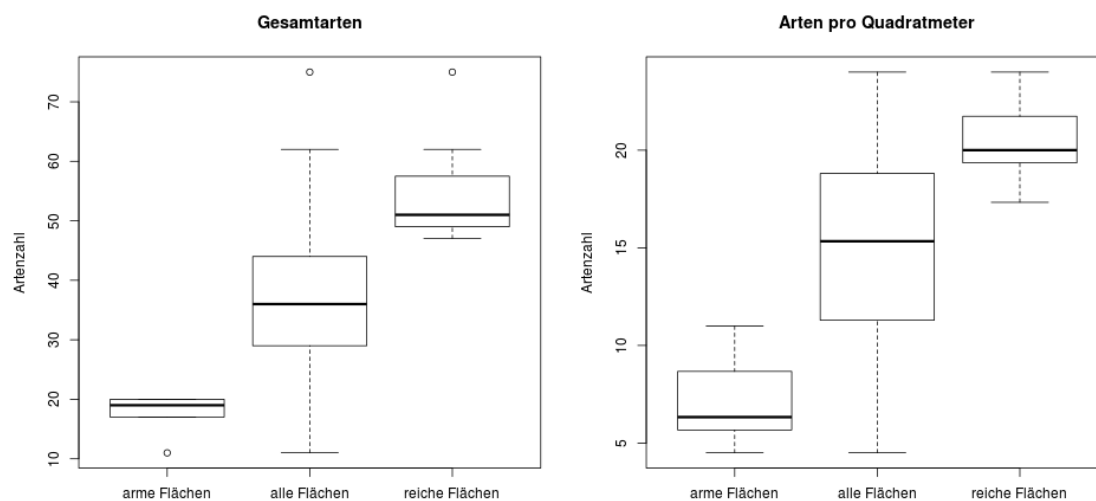 Gesamtarten
Artenzahl
70
60
50
40
30
20
10
arme Flächen
alle Flächen
reiche Flächen
Arten pro Quadratmeter
Artenzahl
20
15
10
5
arme Flächen
alle Flächen
reiche Flächen